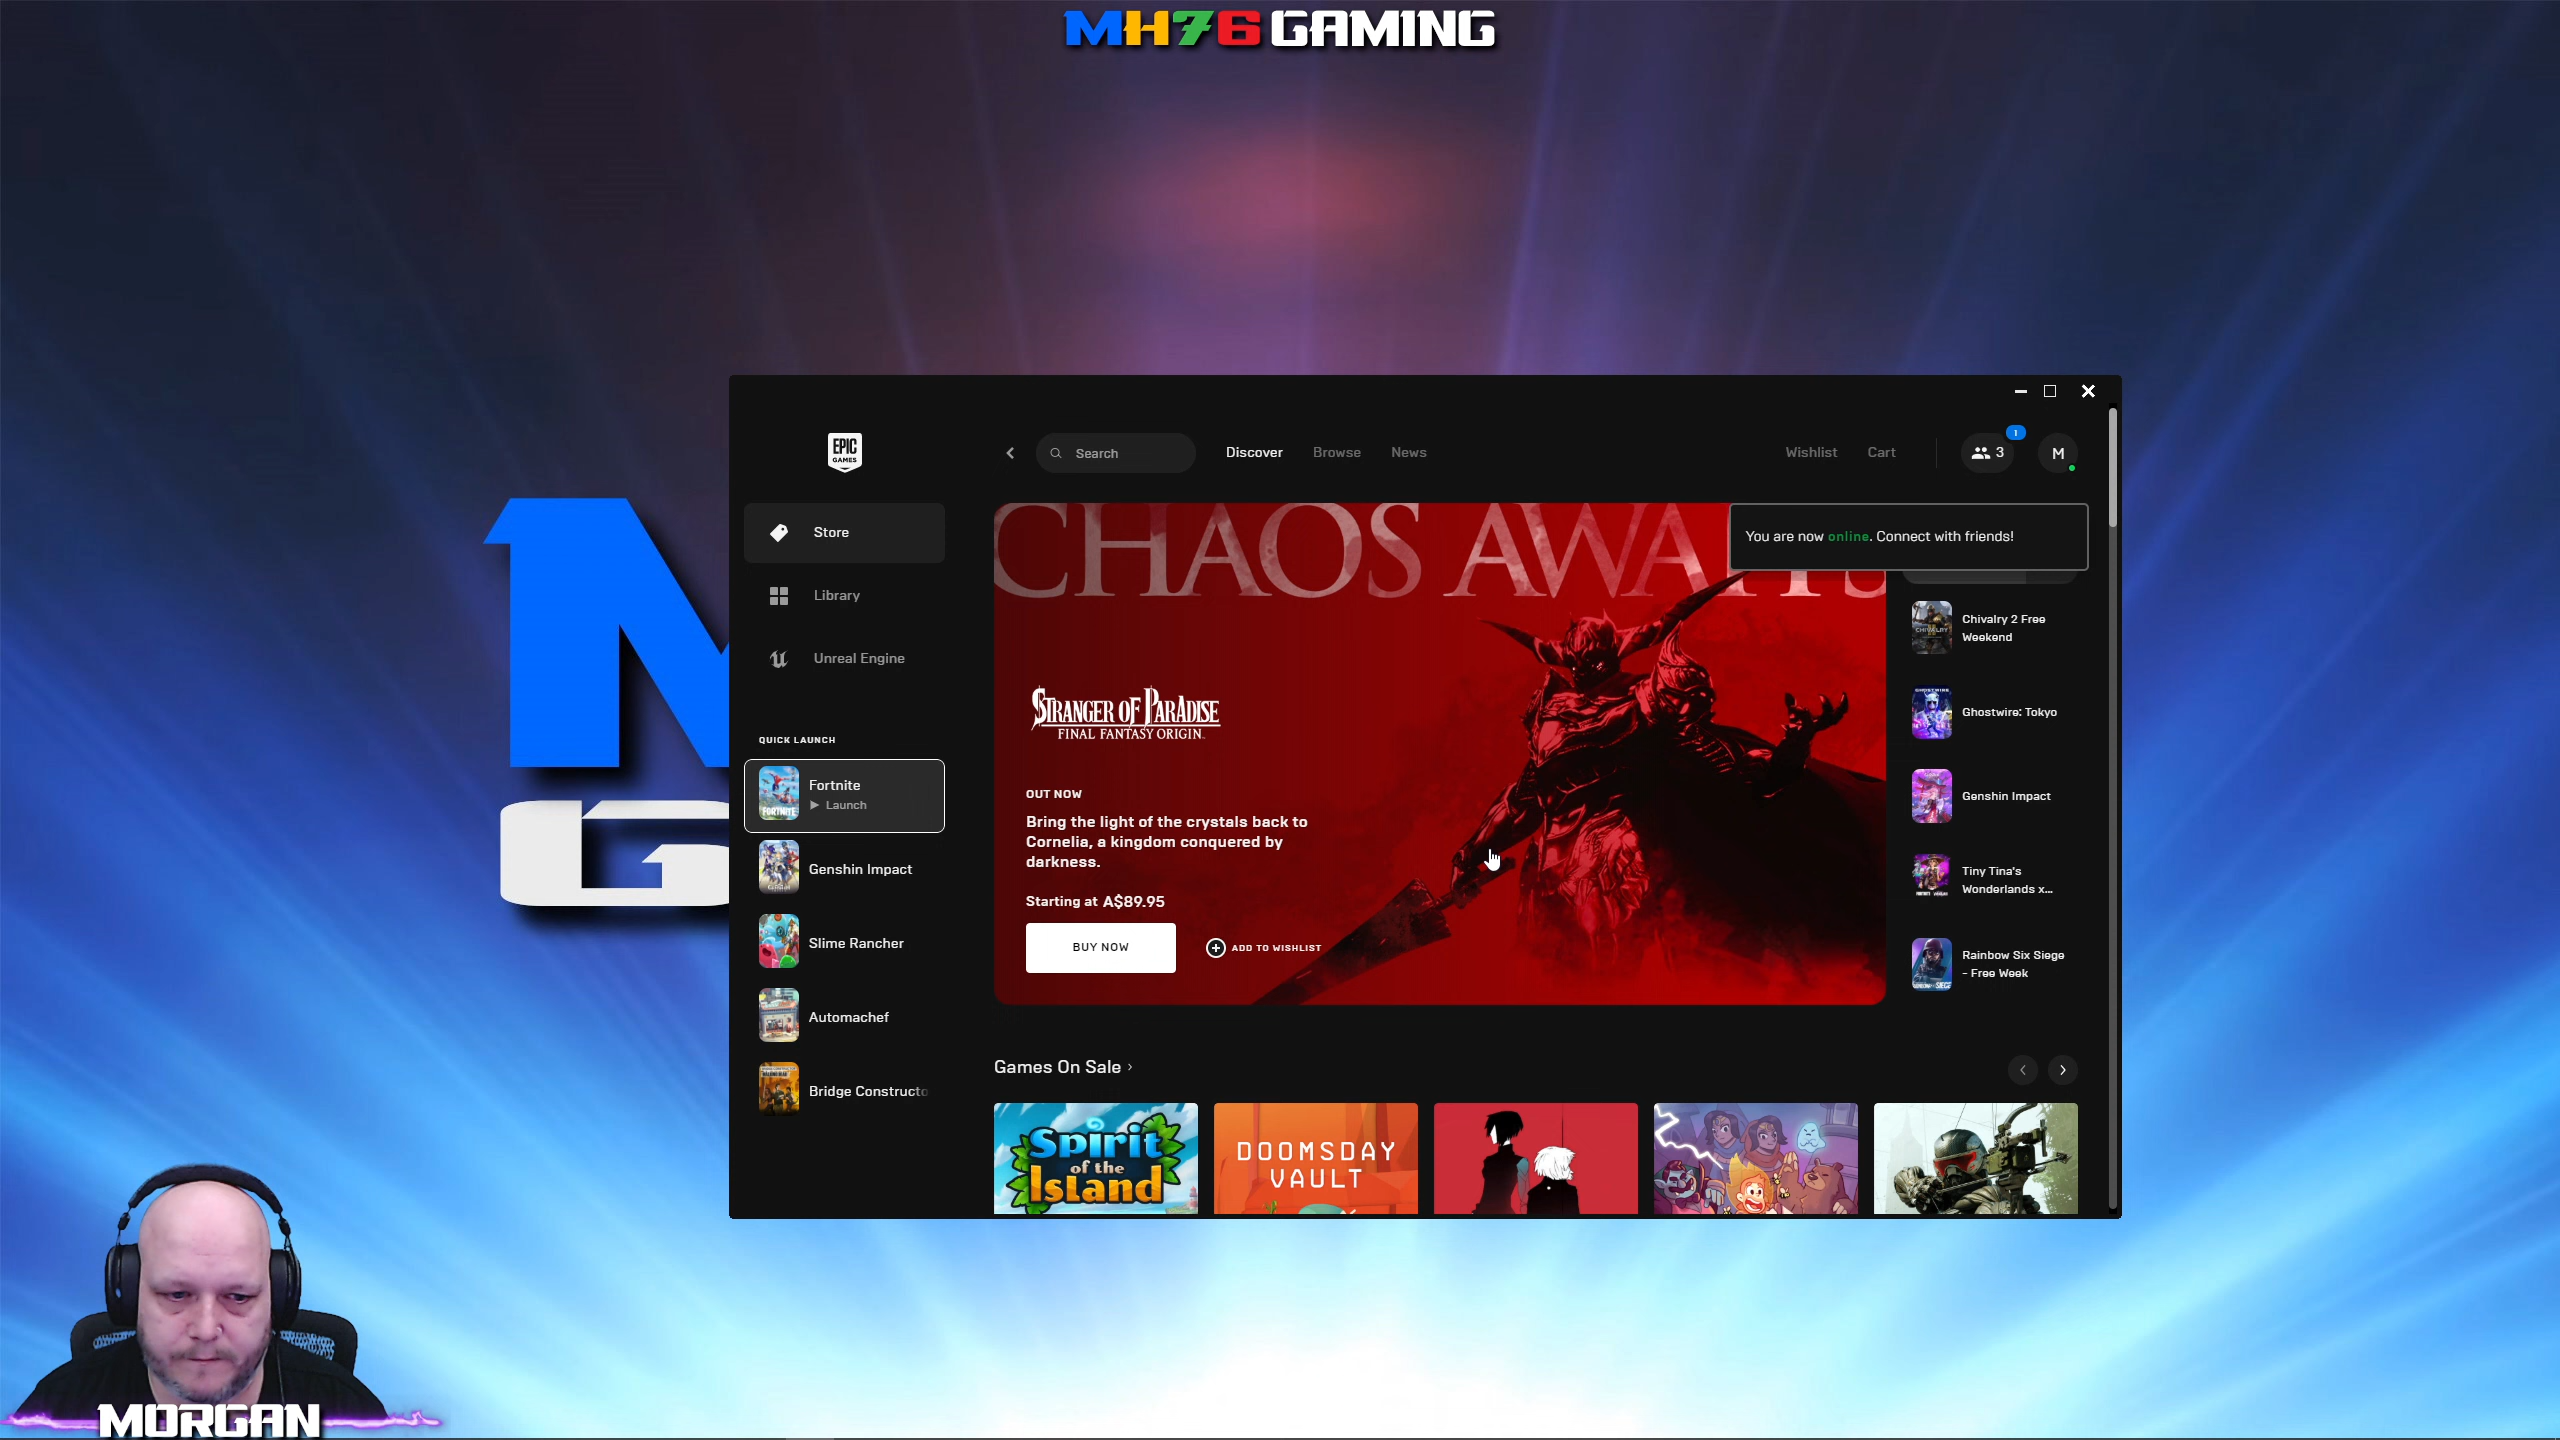 MH76 GAMING
EPIC
GAMES
Search
Discover
Browse
News
Wishlist
Cart
1
3
M
Store
Library
Unreal Engine
QUICK LAUNCH
Fortnite
Launch
FORTNITE
Genshin Impact
Slime Rancher
Automachef
Bridge Constructo
CHAOS AWAITS
STRANGER OF PARADISE
FINAL FANTASY ORIGIN
OUT NOW
Bring the light of the crystals back to
Cornelia, a kingdom conquered by
darkness.
Starting at A$89.95
BUY NOW
ADD TO WISHLIST
You are now online. Connect with friends!
Chivalry 2 Free
Weekend
Ghostwire: Tokyo
Genshin Impact
Tiny Tina's
Wonderlands x...
Rainbow Six Siege
- Free Week
Games On Sale
Spirit
of the
Island
DOOMSDAY
VAULT
M
G
MORGAN